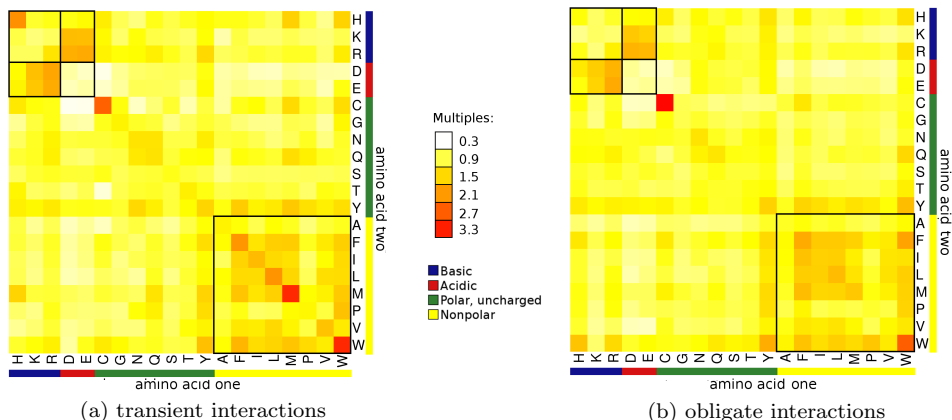 H
K
R
D
E
C
G
N
Q
S
T
Y
A
F
I
L
M
P
V
W
amino acid two
H K R D E C G N Q S T Y A F I L M P V W
amino acid one
(a) transient interactions
Multiples:
0.3
0.9
1.5
2.1
2.7
3.3
Basic
Acidic
Polar, uncharged
Nonpolar
H
K
R
D
E
C
G
N
Q
S
T
Y
A
F
I
L
M
P
V
W
amino acid two
H K R D E C G N Q S T Y A F I L M P V W
amino acid one
(b) obligate interactions